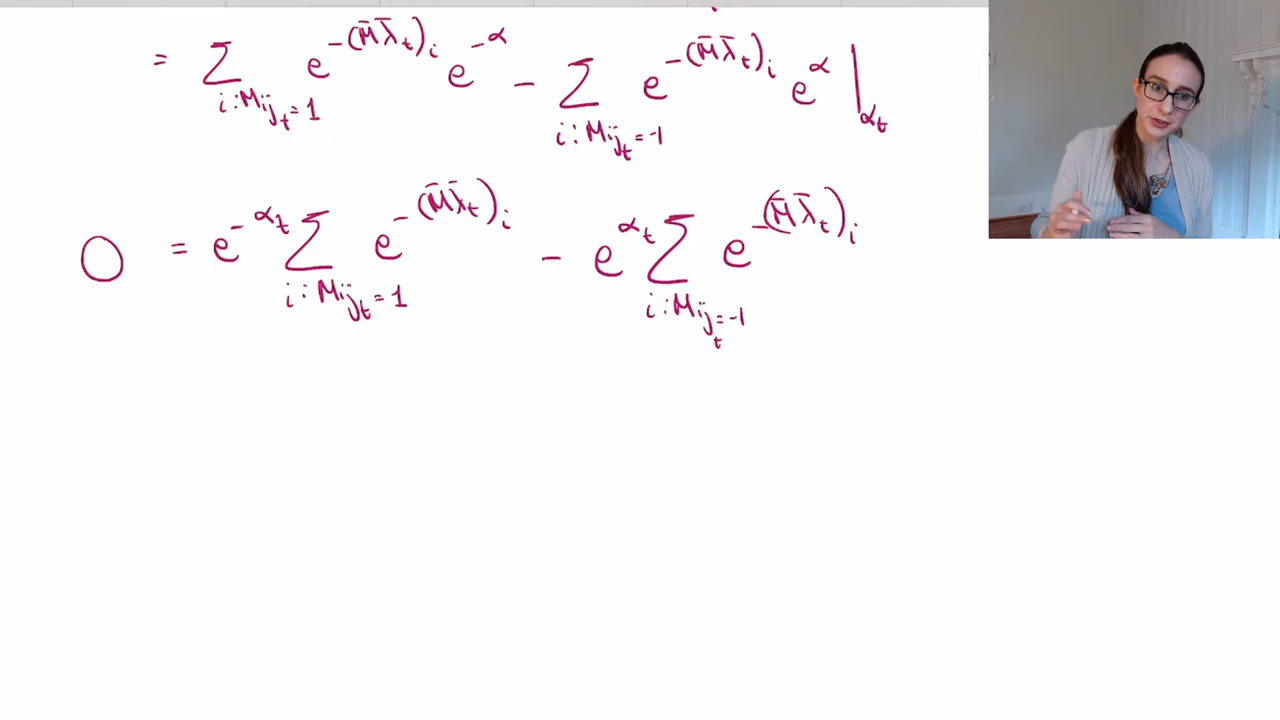 = Σ_{i:M_{ij_t}=1} e^{-(M̄λ̄_t)_i} e^{-α} - Σ_{i:M_{ij_t}=-1} e^{-(M̄λ̄_t)_i} e^{α} |_{α_t}
0 = e^{-α_t} Σ_{i:M_{ij_t}=1} e^{-(M̄λ̄_t)_i} - e^{α_t} Σ_{i:M_{ij_t}=-1} e^{-(M̄λ̄_t)_i}